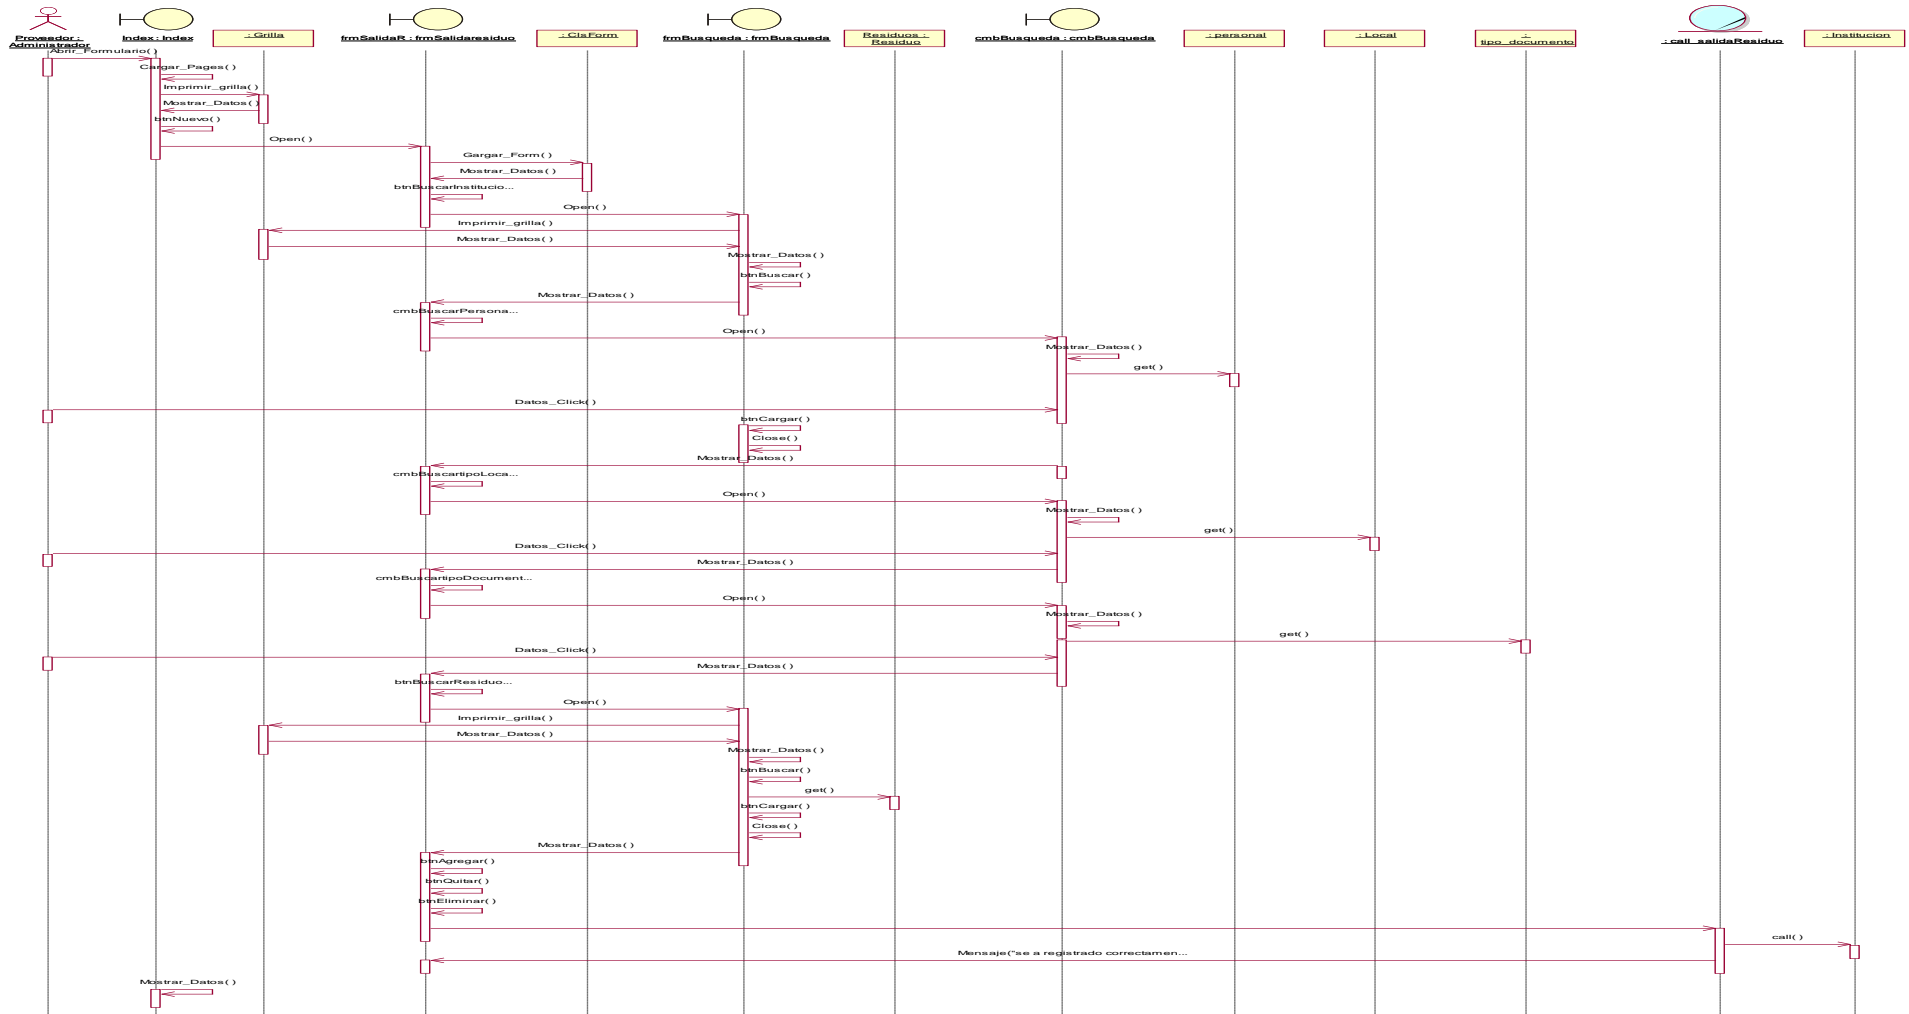 Proveedor :
Administrador
Index : Index
: Grilla
frmSalidaR : frmSalidaresiduo
: ClsForm
frmBusqueda : frmBusqueda
Residuos :
Residuo
cmbBusqueda : cmbBusqueda
: personal
: Local
:
tipo_documento
: call_salidaResiduo
: Institucion
Abrir_Formulario( )
Cargar_Pages( )
Imprimir_grilla( )
Mostrar_Datos( )
btnNuevo( )
Open( )
Gargar_Form( )
Mostrar_Datos( )
btnBuscarInstitucio...
Open( )
Imprimir_grilla( )
Mostrar_Datos( )
Mostrar_Datos( )
btnBuscar( )
Mostrar_Datos( )
cmbBuscarPersona...
Open( )
Mostrar_Datos( )
get( )
Datos_Click( )
btnCargar( )
Close( )
Mostrar_Datos( )
cmbBuscartipoLoca...
Open( )
Mostrar_Datos( )
get( )
Datos_Click( )
Mostrar_Datos( )
cmbBuscartipoDocument...
Open( )
Mostrar_Datos( )
get( )
Datos_Click( )
Mostrar_Datos( )
btnBuscarResiduo...
Open( )
Imprimir_grilla( )
Mostrar_Datos( )
Mostrar_Datos( )
btnBuscar( )
get( )
btnCargar( )
Close( )
Mostrar_Datos( )
btnAgregar( )
btnQuitar( )
btnEliminar( )
call( )
Mensaje("se a registrado correctamen...
Mostrar_Datos( )